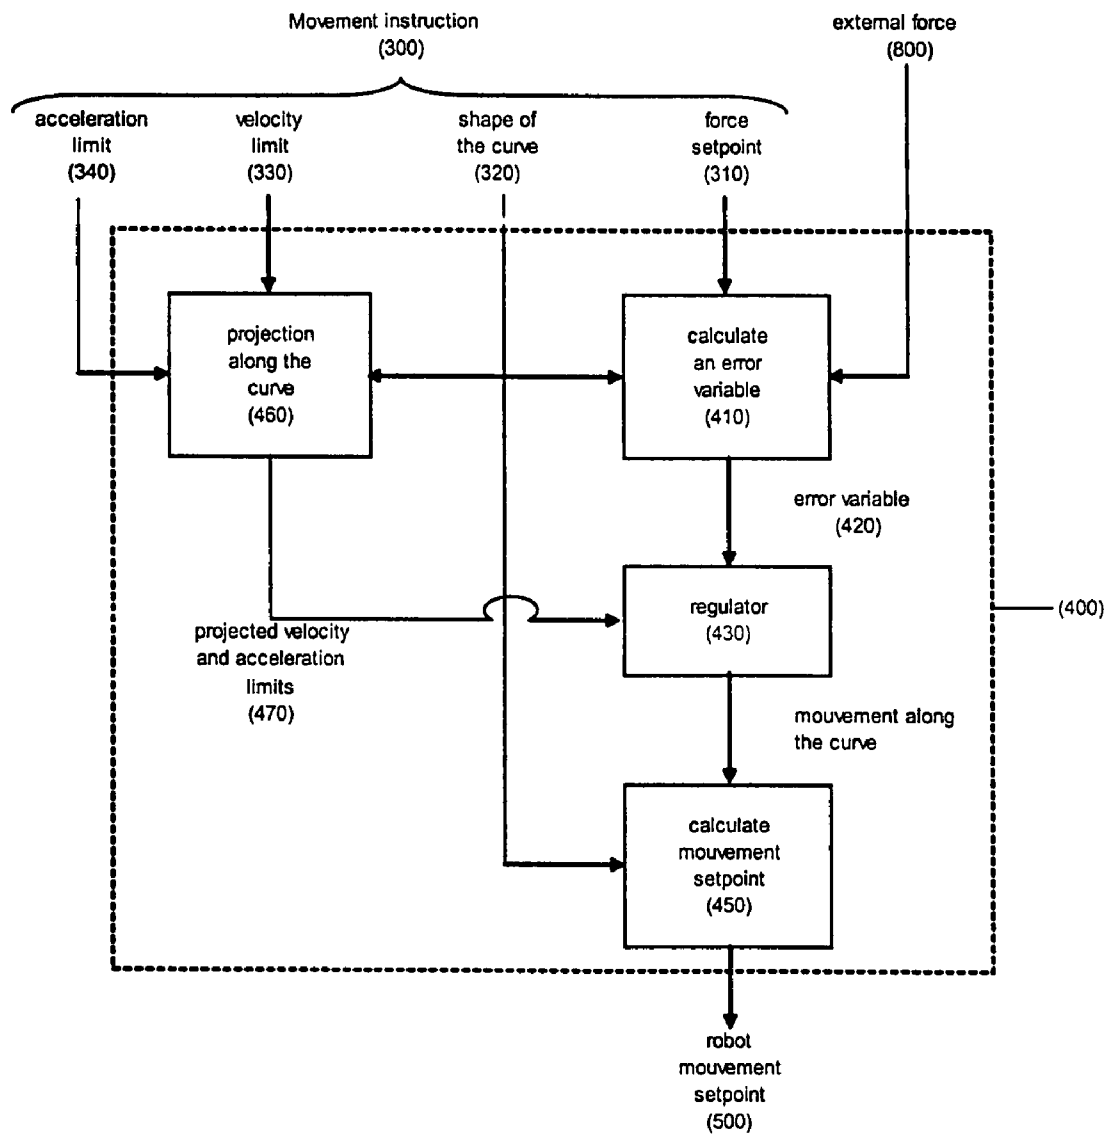 Movement instruction
(300)
external force
(800)
acceleration
limit
(340)
velocity
limit
(330)
shape of
the curve
(320)
force
setpoint
(310)
projection
along the
curve
(460)
calculate
an error
variable
(410)
error variable
(420)
regulator
(430)
(400)
projected velocity
and acceleration
limits
(470)
mouvement along
the curve
calculate
mouvement
setpoint
(450)
robot
mouvement
setpoint
(500)